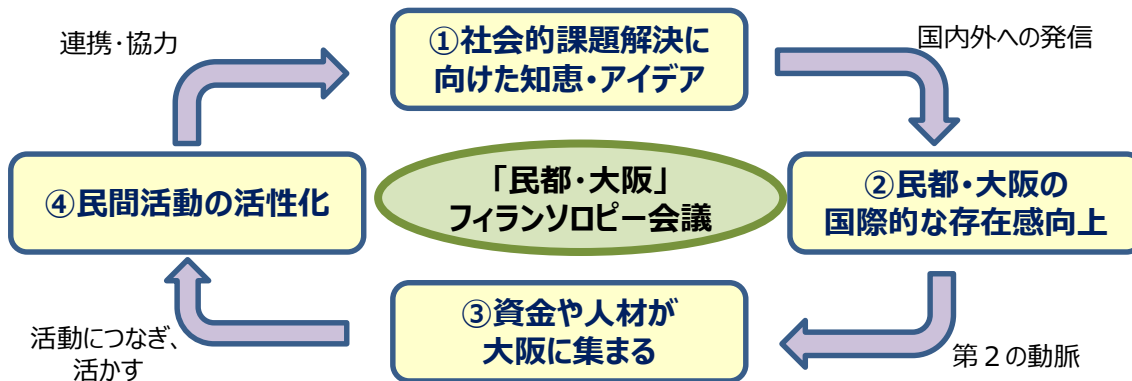 連携・協力
①社会的課題解決に
向けた知恵・アイデア
国内外への発信
④民間活動の活性化
「民都・大阪」
フィランソロピー会議
②民都・大阪の
国際的な存在感向上
活動につなぎ、
活かす
③資金や人材が
大阪に集まる
第２の動脈